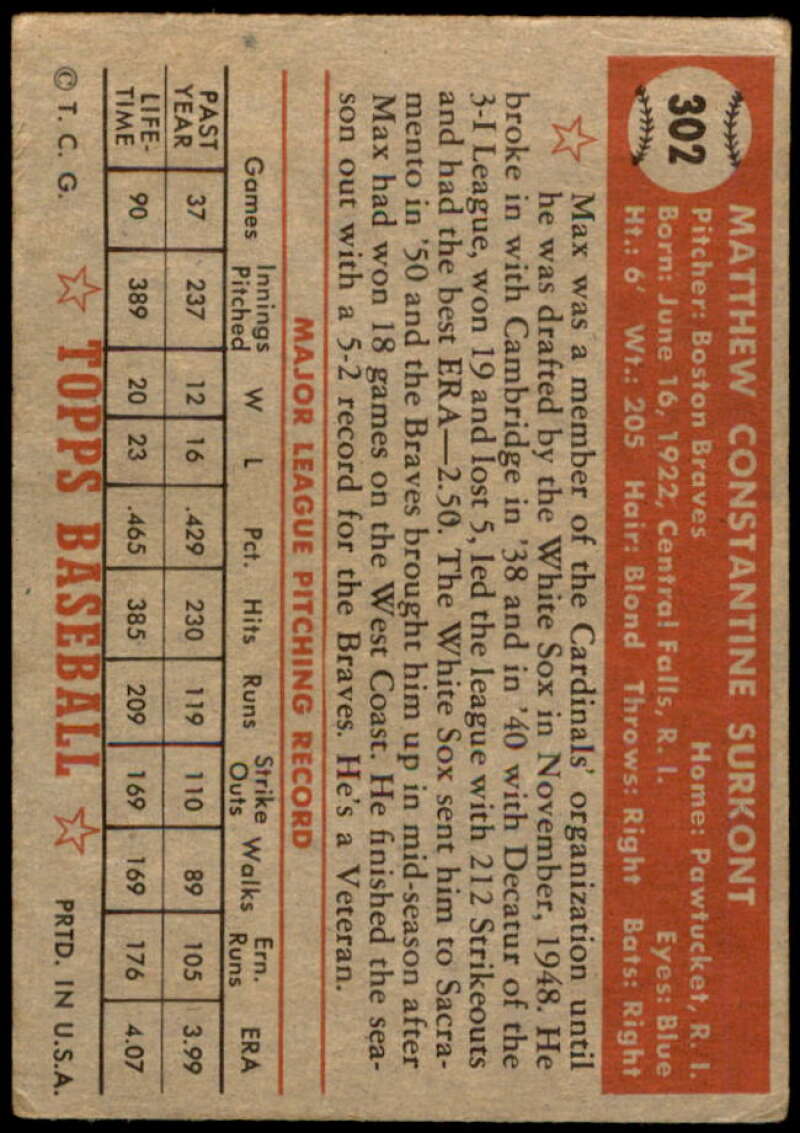 302
MATTHEW CONSTANTINE SURKONT
Pitcher: Boston Braves Home: Pawtucket, R. I.
Born: June 16, 1922, Central Falls, R. I. Eyes: Blue
Ht.: 6' Wt.: 205 Hair: Blond Throws: Right Bats: Right
Max was a member of the Cardinals' organization until
he was drafted by the White Sox in November, 1948. He
broke in with Cambridge in '38 and in '40 with Decatur of the
3-I League, won 19 and lost 5, led the league with 212 Strikeouts
and had the best ERA—2.50. The White Sox sent him to Sacra-
mento in '50 and the Braves brought him up in mid-season after
Max had won 18 games on the West Coast. He finished the sea-
son out with a 5-2 record for the Braves. He's a Veteran.
MAJOR LEAGUE PITCHING RECORD
Games Innings Pitched W L Pct. Hits Runs Strike Outs Walks Ern. Runs ERA
PAST YEAR 37 237 12 16 .429 230 119 110 89 105 3.99
LIFE-TIME 90 389 20 23 .465 385 209 169 169 176 4.07
© T. C. G. TOPPS BASEBALL PRTD. IN U.S.A.